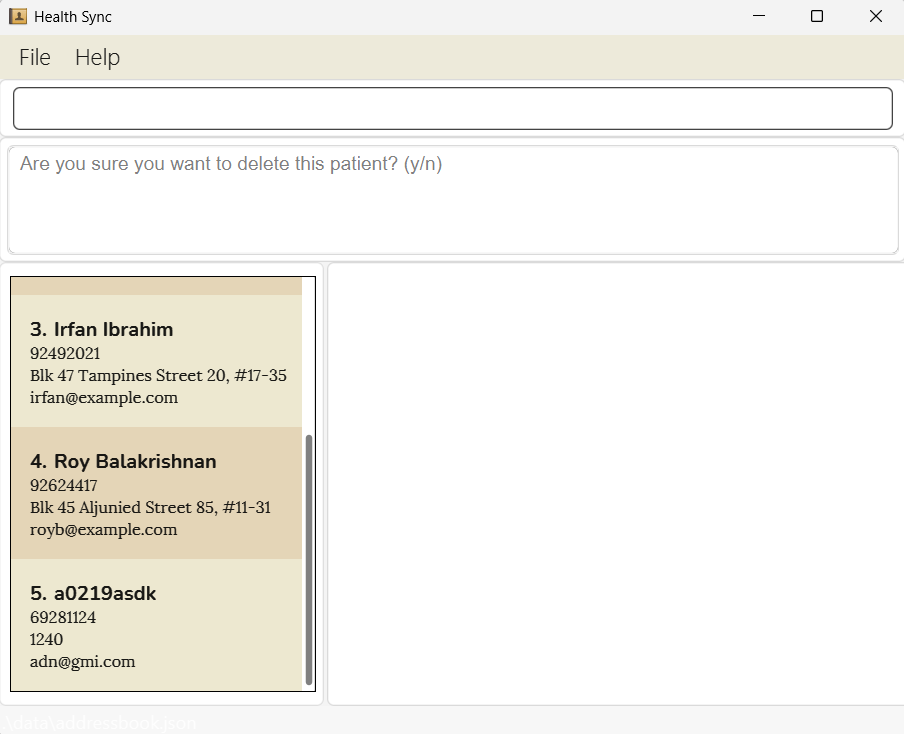 Health Sync
File Help
Are you sure you want to delete this patient? (y/n)
3. Irfan Ibrahim
92492021
Blk 47 Tampines Street 20, #17-35
irfan@example.com
4. Roy Balakrishnan
92624417
Blk 45 Aljunied Street 85, #11-31
royb@example.com
5. a0219asdk
69281124
1240
adn@gmi.com
.\data\addressbook.json